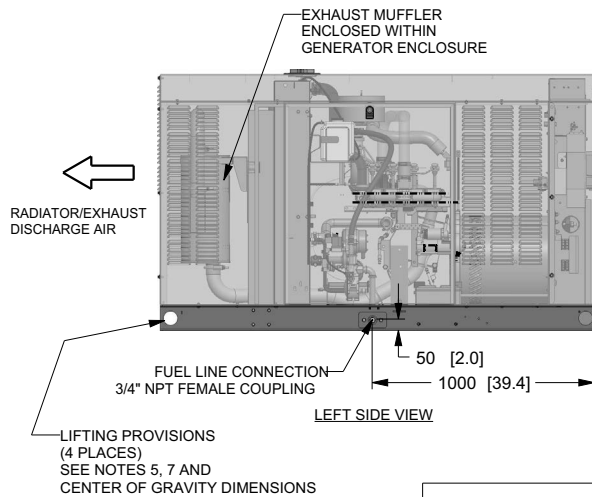 EXHAUST MUFFLER
ENCLOSED WITHIN
GENERATOR ENCLOSURE
RADIATOR/EXHAUST
DISCHARGE AIR
50 [2.0]
FUEL LINE CONNECTION
3/4" NPT FEMALE COUPLING
1000 [39.4]
LEFT SIDE VIEW
LIFTING PROVISIONS
(4 PLACES)
SEE NOTES 5, 7 AND
CENTER OF GRAVITY DIMENSIONS